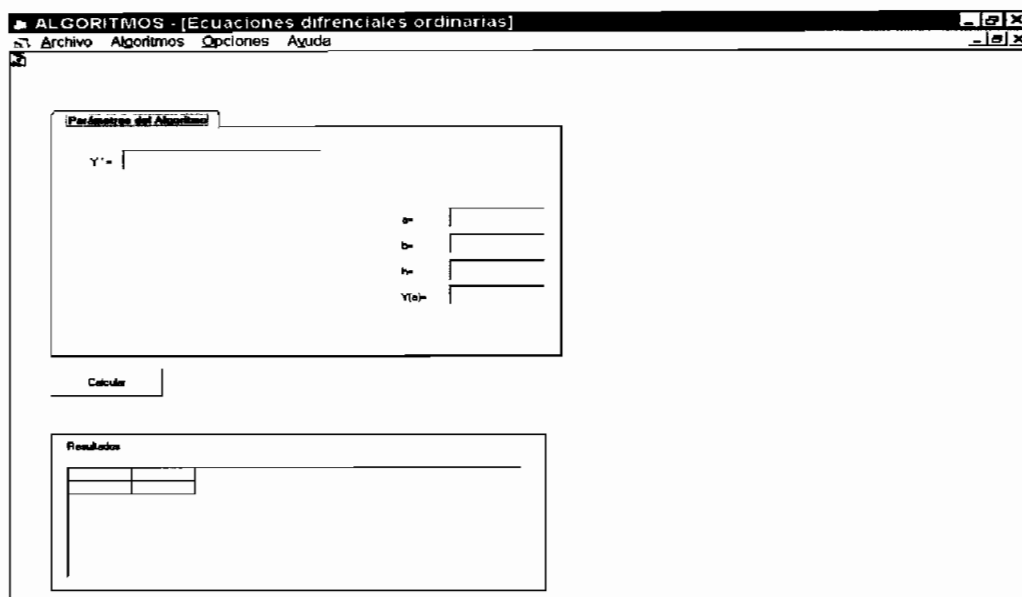 ALGORITMOS - [Ecuaciones difrenciales ordinarias]
Archivo Algoritmos Opciones Ayuda
Parámetros del Algoritmo
Y'=
a=
b=
h=
Y(a)=
Calcular
Resultados